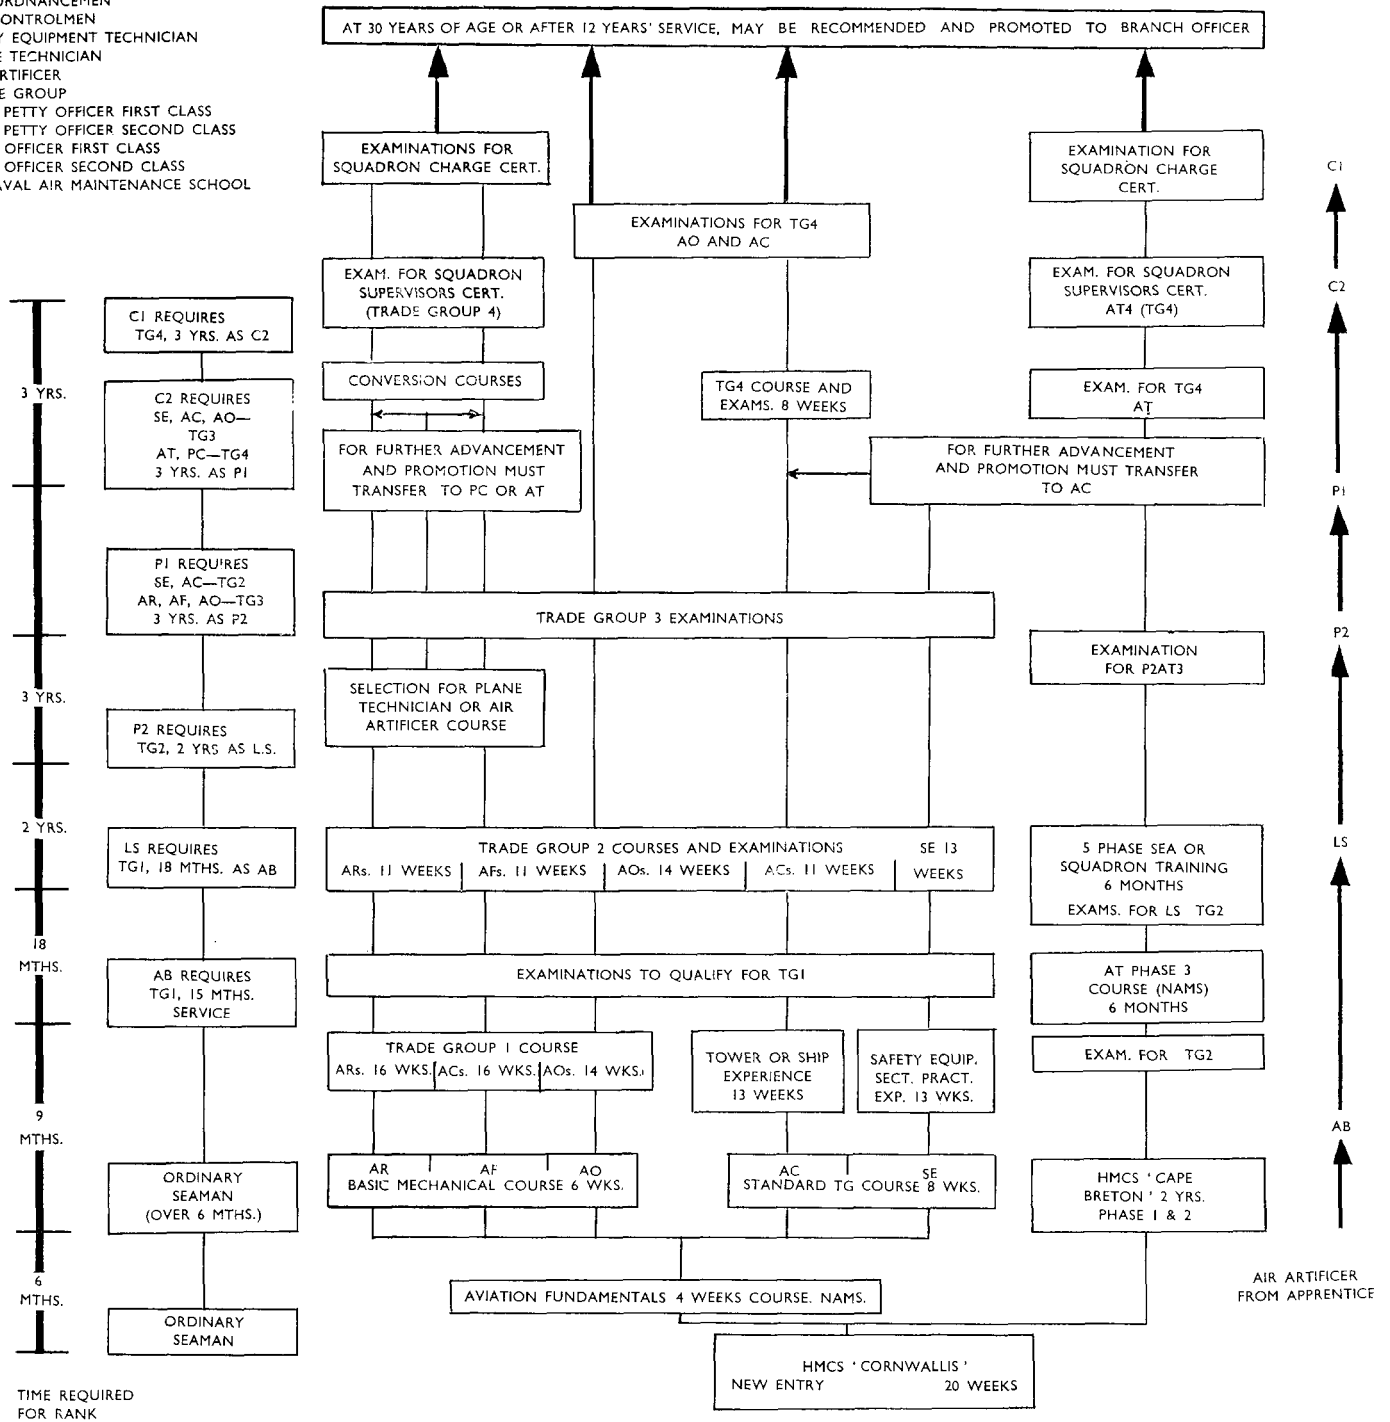 ONTROLMEN
Y EQUIPMENT TECHNICIAN
E TECHNICIAN
RTIFICER
E GROUP
PETTY OFFICER FIRST CLASS
PETTY OFFICER SECOND CLASS
OFFICER FIRST CLASS
OFFICER SECOND CLASS
AVAL AIR MAINTENANCE SCHOOL
AT 30 YEARS OF AGE OR AFTER 12 YEARS' SERVICE, MAY BE RECOMMENDED AND PROMOTED TO BRANCH OFFICER
EXAMINATIONS FOR
SQUADRON CHARGE CERT.
EXAMINATION FOR
SQUADRON CHARGE
CERT.
EXAMINATIONS FOR TG4
AO AND AC
EXAM. FOR SQUADRON
SUPERVISORS CERT.
(TRADE GROUP 4)
EXAM. FOR SQUADRON
SUPERVISORS CERT.
AT4 (TG4)
CONVERSION COURSES
TG4 COURSE AND
EXAMS. 8 WEEKS
EXAM. FOR TG4
AT
FOR FURTHER ADVANCEMENT
AND PROMOTION MUST
TRANSFER TO PC OR AT
FOR FURTHER ADVANCEMENT
AND PROMOTION MUST TRANSFER
TO AC
TRADE GROUP 3 EXAMINATIONS
EXAMINATION
FOR P2AT3
SELECTION FOR PLANE
TECHNICIAN OR AIR
ARTIFICER COURSE
TRADE GROUP 2 COURSES AND EXAMINATIONS SE 13
ARs. 11 WEEKS AFs. 11 WEEKS AOs. 14 WEEKS ACs. 11 WEEKS WEEKS
5 PHASE SEA OR
SQUADRON TRAINING
6 MONTHS
EXAMS. FOR LS TG2
EXAMINATIONS TO QUALIFY FOR TG1
AT PHASE 3
COURSE (NAMS)
6 MONTHS
EXAM. FOR TG2
TRADE GROUP 1 COURSE
ARs. 16 WKS. ACs. 16 WKS. AOs. 14 WKS.
TOWER OR SHIP
EXPERIENCE
13 WEEKS
SAFETY EQUIP.
SECT. PRACT.
EXP. 13 WKS.
AR AF AO
BASIC MECHANICAL COURSE 6 WKS.
AC SE
STANDARD TG COURSE 8 WKS.
HMCS 'CAPE
BRETON' 2 YRS.
PHASE 1 & 2
AVIATION FUNDAMENTALS 4 WEEKS COURSE. NAMS.
HMCS 'CORNWALLIS'
NEW ENTRY 20 WEEKS
C1 REQUIRES
TG4, 3 YRS. AS C2
C2 REQUIRES
SE, AC, AO—
TG3
AT, PC—TG4
3 YRS. AS P1
P1 REQUIRES
SE, AC—TG2
AR, AF, AO—TG3
3 YRS. AS P2
P2 REQUIRES
TG2, 2 YRS AS L.S.
LS REQUIRES
TG1, 18 MTHS. AS AB
AB REQUIRES
TG1, 15 MTHS.
SERVICE
ORDINARY
SEAMAN
(OVER 6 MTHS.)
ORDINARY
SEAMAN
3 YRS.
3 YRS.
2 YRS.
18
MTHS.
9
MTHS.
6
MTHS.
TIME REQUIRED
FOR RANK
C1
C2
P1
P2
LS
AB
AIR ARTIFICER
FROM APPRENTICE